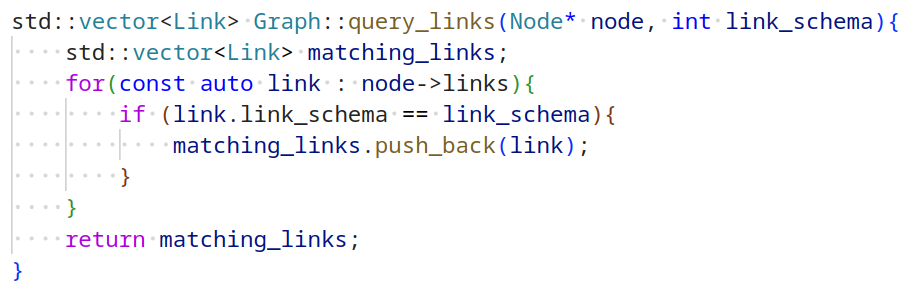 std::vector<Link> Graph::query_links(Node* node, int link_schema){
    std::vector<Link> matching_links;
    for(const auto link : node->links){
        if (link.link_schema == link_schema){
            matching_links.push_back(link);
        }
    }
    return matching_links;
}